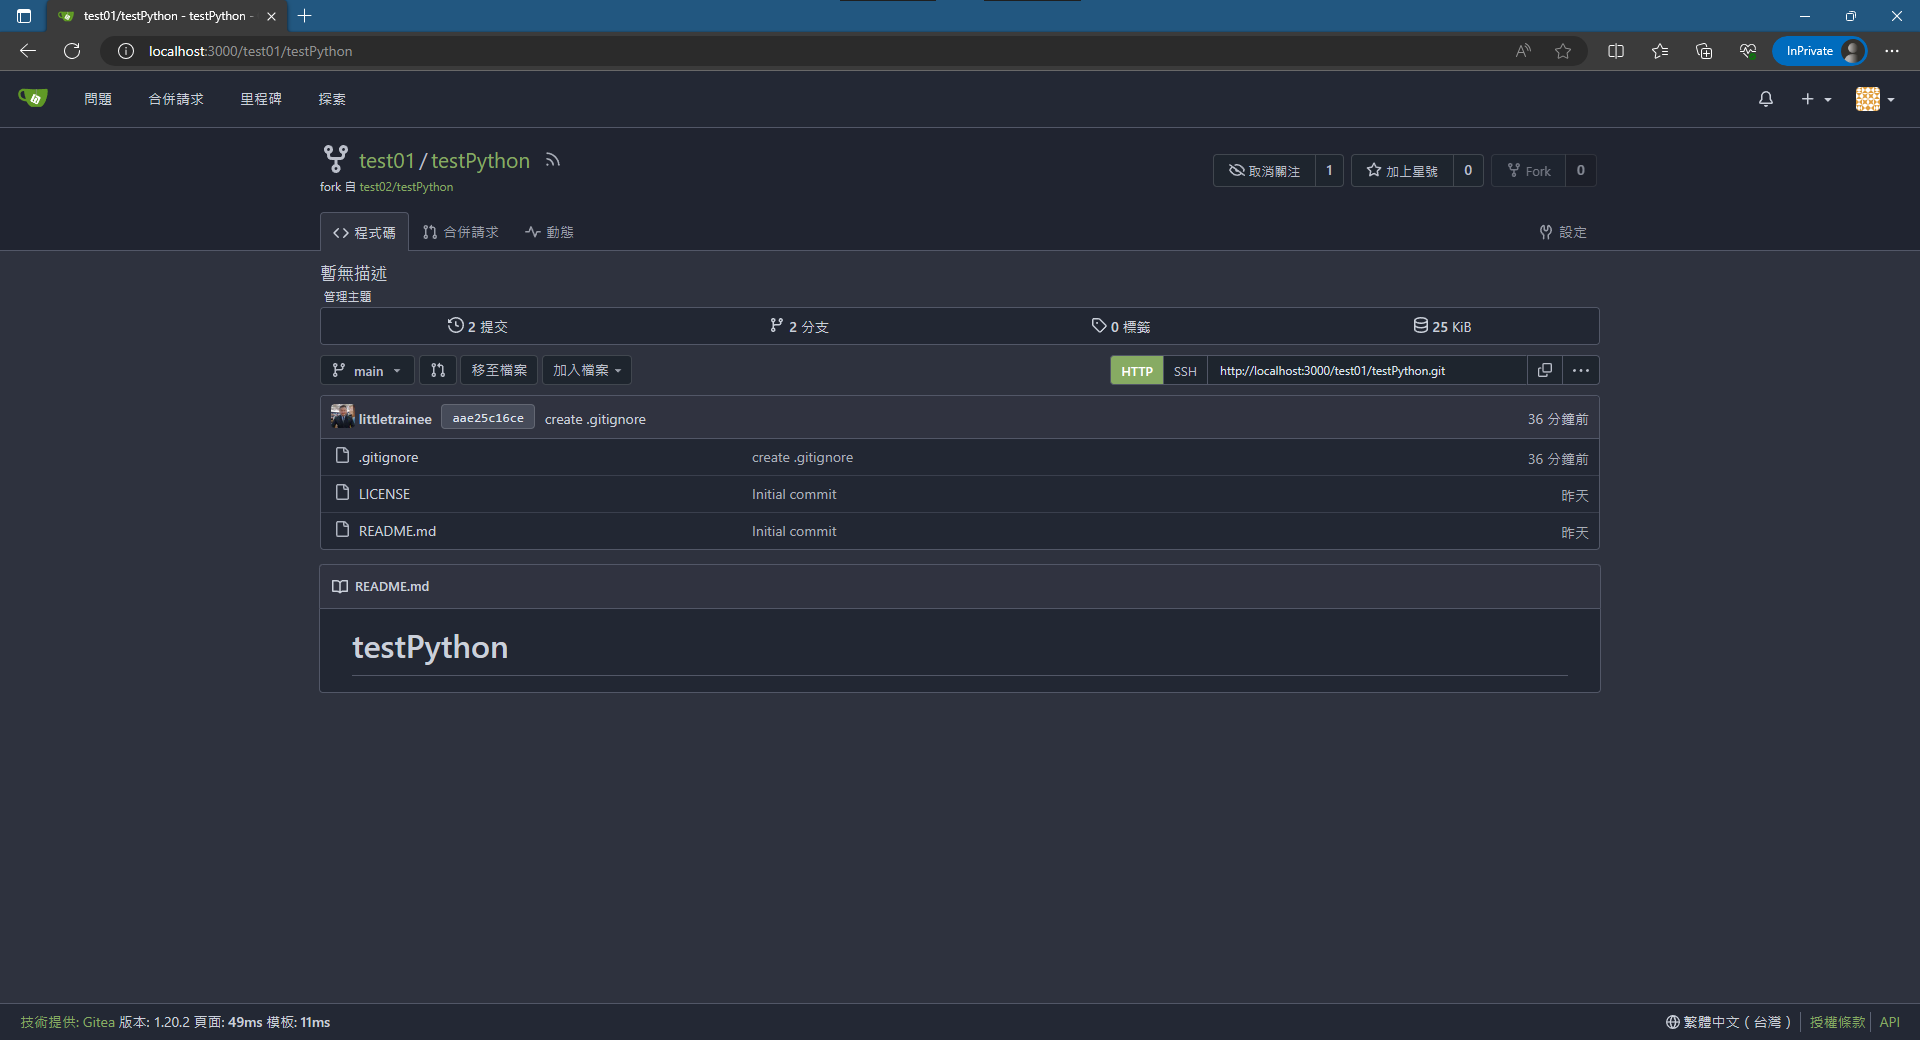 test01/testPython - testPython -
localhost:3000/test01/testPython
InPrivate
問題 合併請求 里程碑 探索
test01/testPython
fork 自 test02/testPython
取消關注 1 加上星號 0 Fork 0
程式碼 合併請求 動態 設定
暫無描述
管理主題
2 提交 2 分支 0 標籤 25 KiB
main 移至檔案 加入檔案 HTTP SSH http://localhost:3000/test01/testPython.git
littletrainee aae25c16ce create .gitignore 36 分鐘前
.gitignore create .gitignore 36 分鐘前
LICENSE Initial commit 昨天
README.md Initial commit 昨天
README.md
testPython
技術提供: Gitea 版本: 1.20.2 頁面: 49ms 模板: 11ms 繁體中文（台灣） 授權條款 API